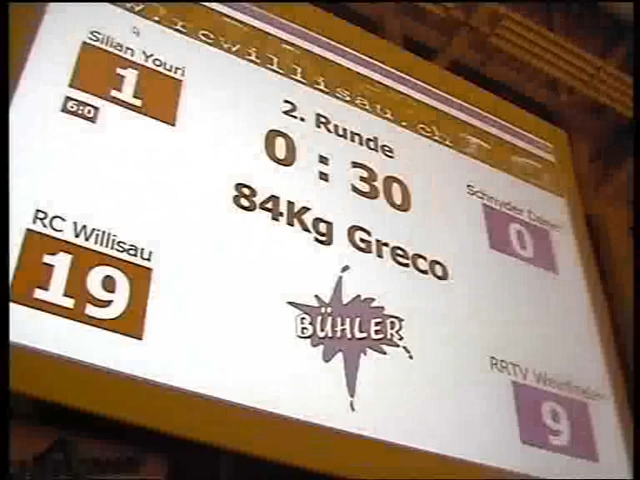 w.rcwillisau.ch
Silian Youri
1
6:0
2. Runde
0 : 30
84Kg Greco
Schnyder
0
RC Willisau
19
BÜHLER
RRTV
9